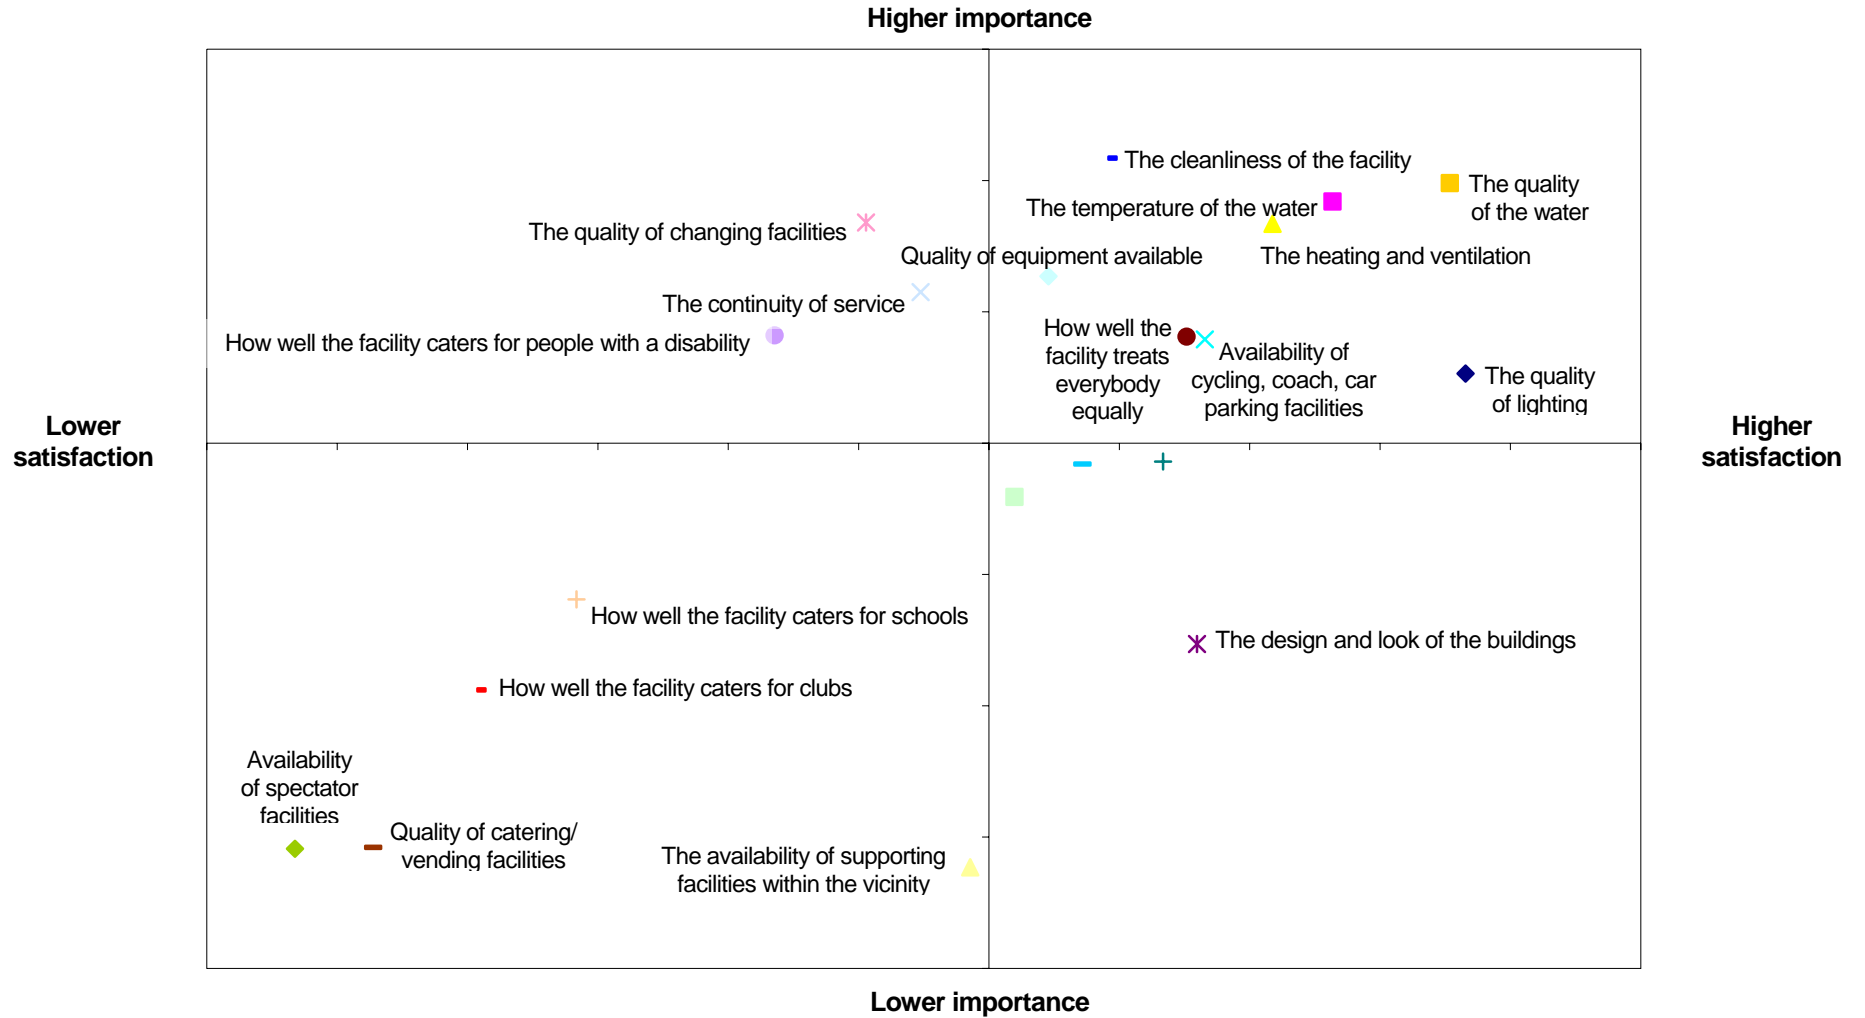 Higher importance
The cleanliness of the facility
The quality
of the water
The temperature of the water
The quality of changing facilities
Quality of equipment available
The heating and ventilation
The continuity of service
How well the facility caters for people with a disability
How well the
facility treats
everybody
equally
Availability of
cycling, coach, car
parking facilities
The quality
of lighting
Lower
satisfaction
Higher
satisfaction
How well the facility caters for schools
The design and look of the buildings
How well the facility caters for clubs
Availability
of spectator
facilities
Quality of catering/
vending facilities
The availability of supporting
facilities within the vicinity
Lower importance